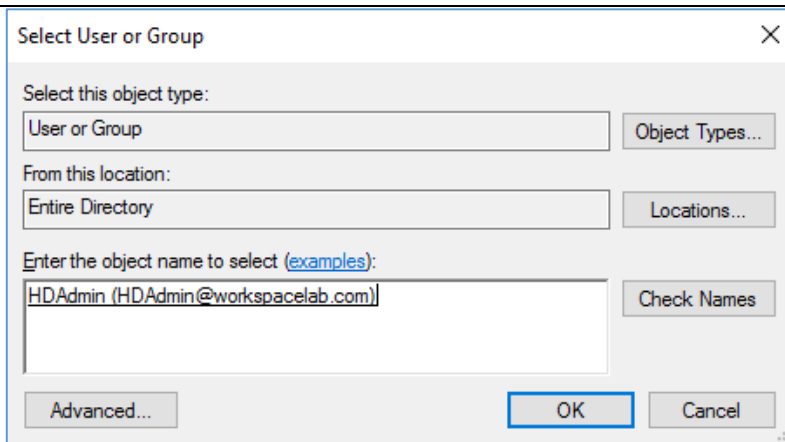 Select User or Group
Select this object type:
User or Group
Object Types...
From this location:
Entire Directory
Locations...
Enter the object name to select (examples):
HDAdmin (HDAdmin@workspacelab.com)
Check Names
Advanced...
OK
Cancel